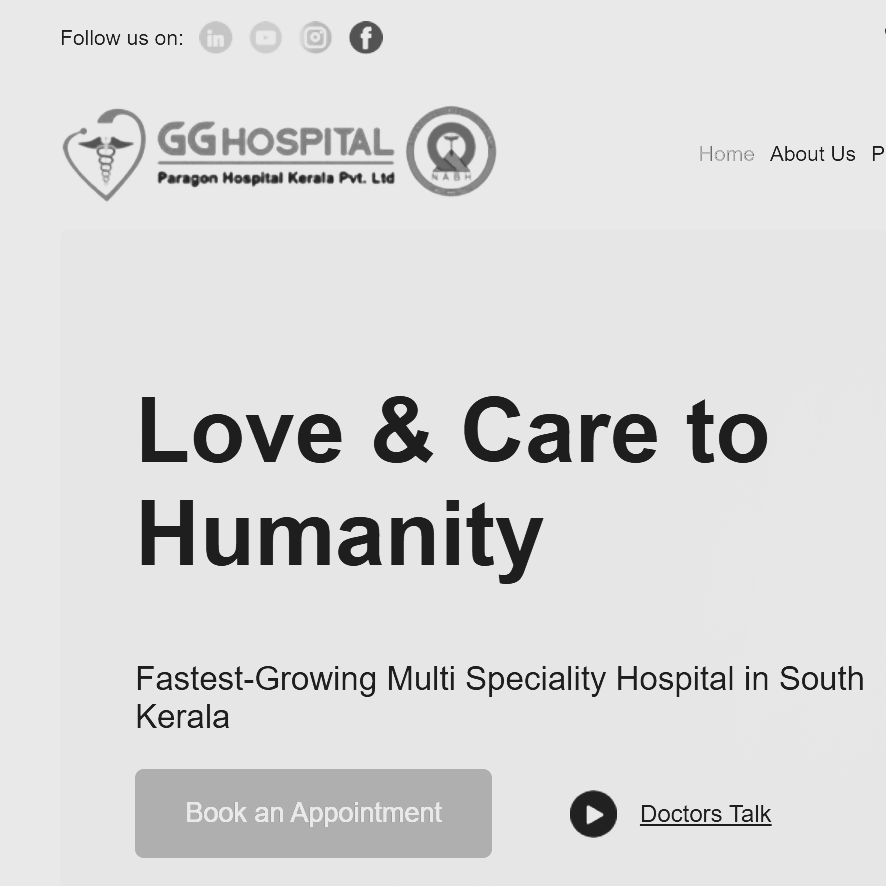 Follow us on:
GG HOSPITAL
Paragon Hospital Kerala Pvt. Ltd
NABH
Home About Us P
Love & Care to
Humanity
Fastest-Growing Multi Speciality Hospital in South
Kerala
Book an Appointment
Doctors Talk